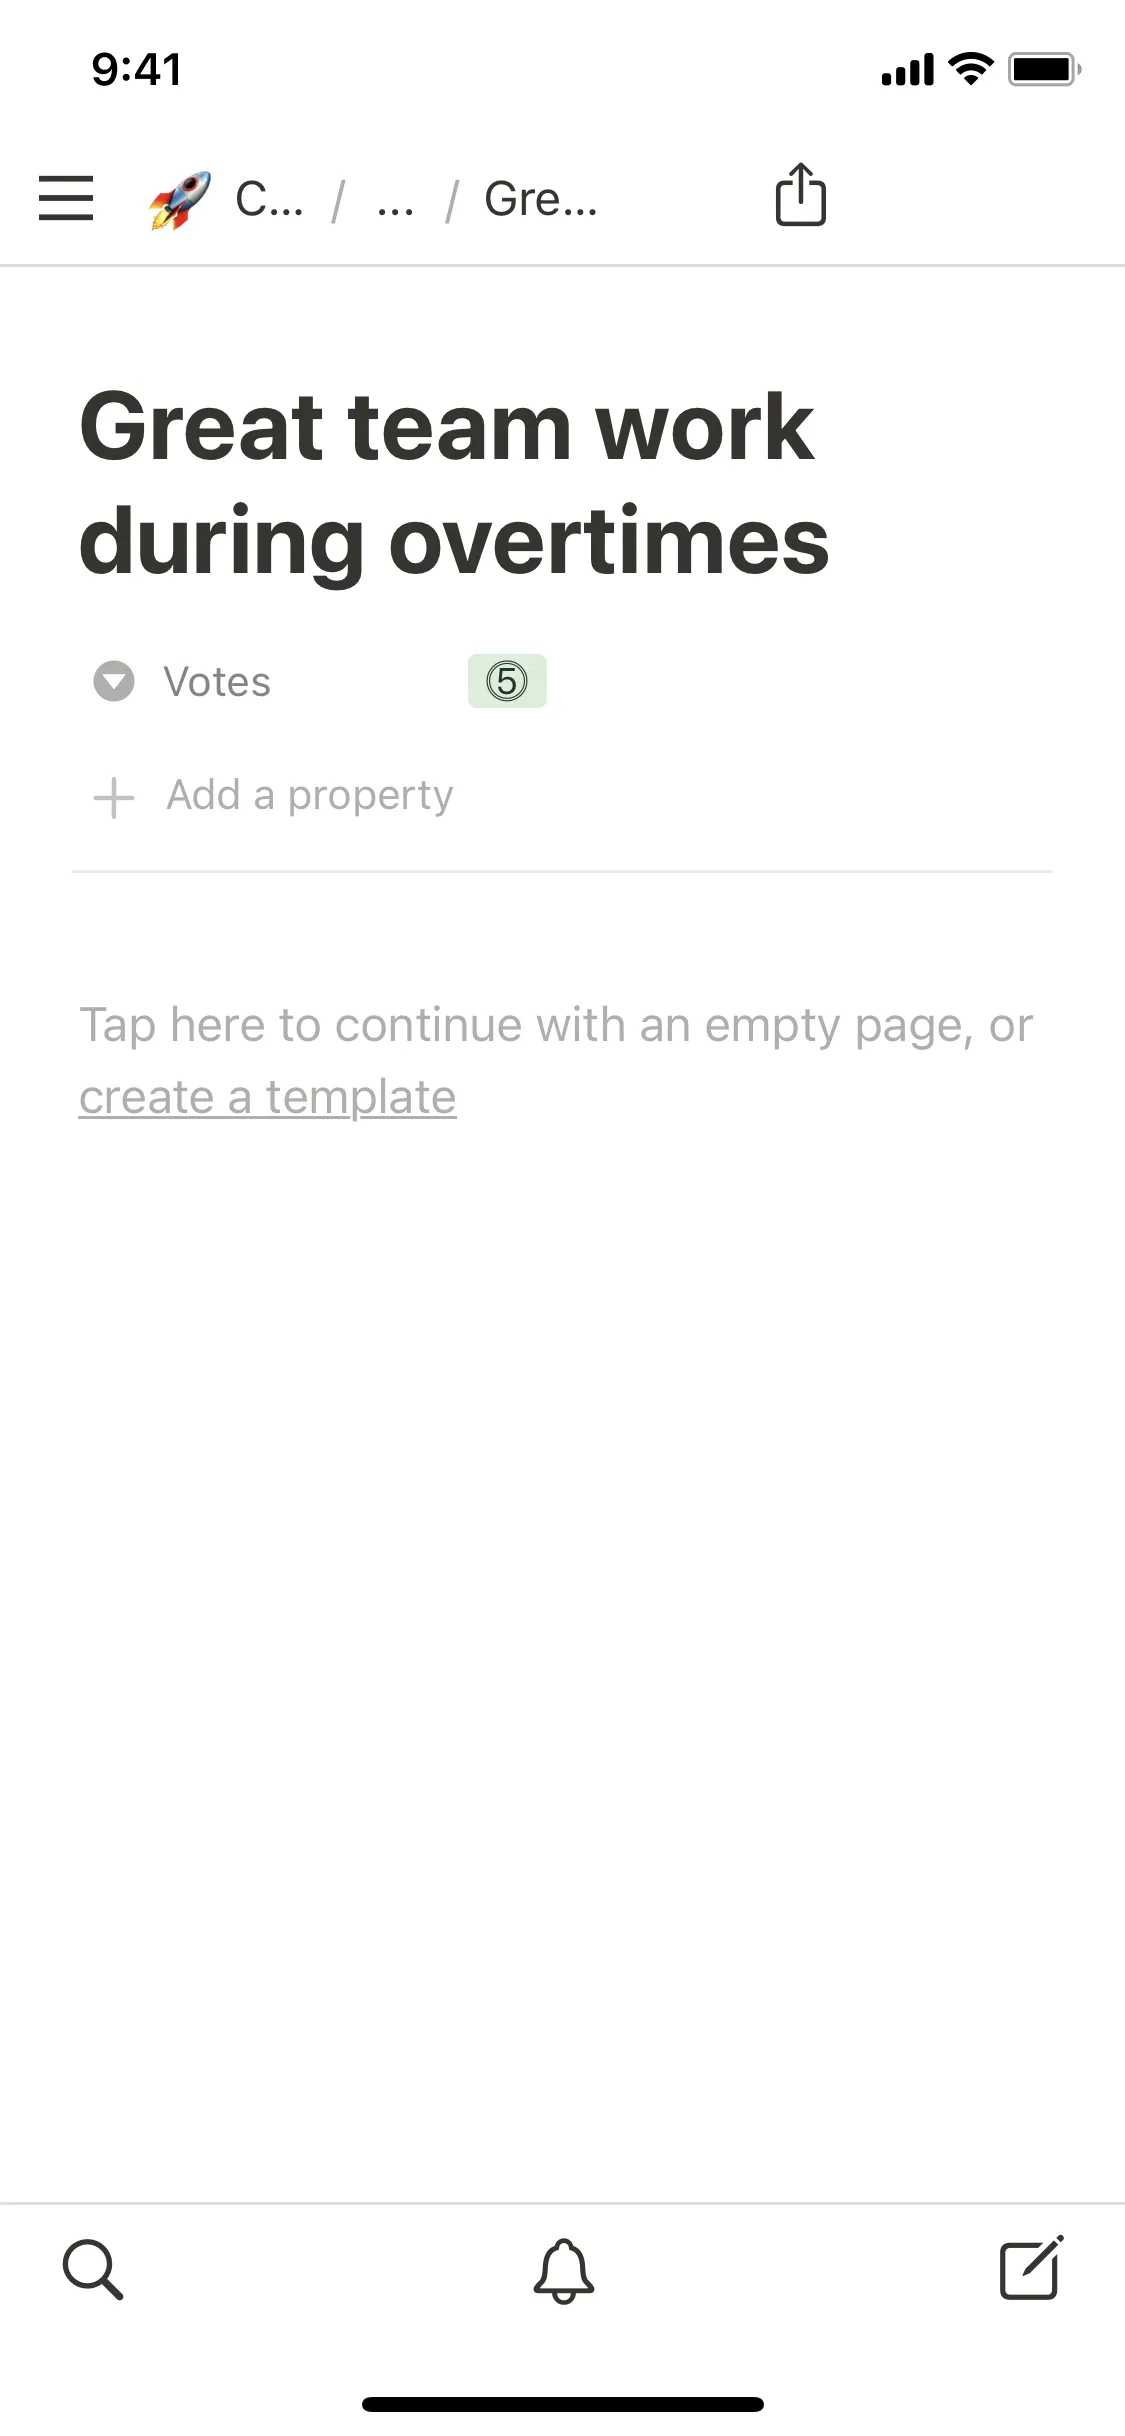 9:41
C... / ... / Gre...
Great team work
during overtimes
Votes ⑤
Add a property
Tap here to continue with an empty page, or
create a template